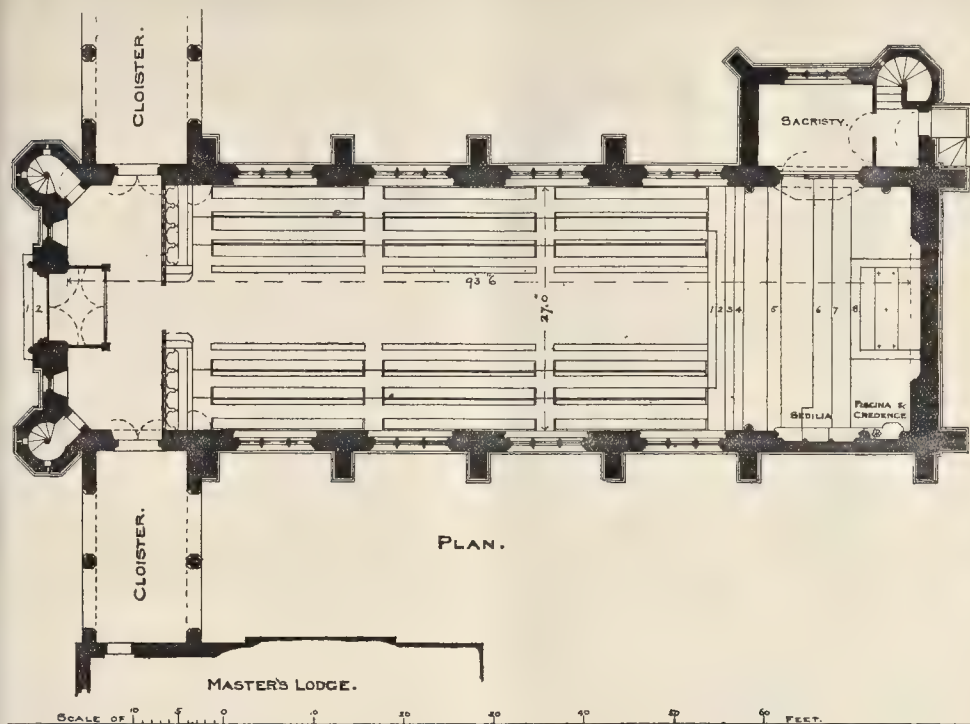 CLOISTER.
SACRISTY.
93 6
27.0
1 2
1 2 3 4 5 6 7 8
SEDILIA
PISCINA &
CREDENCE
CLOISTER.
PLAN.
MASTER'S LODGE.
SCALE OF 10 5 0 10 20 30 40 50 60 FEET.